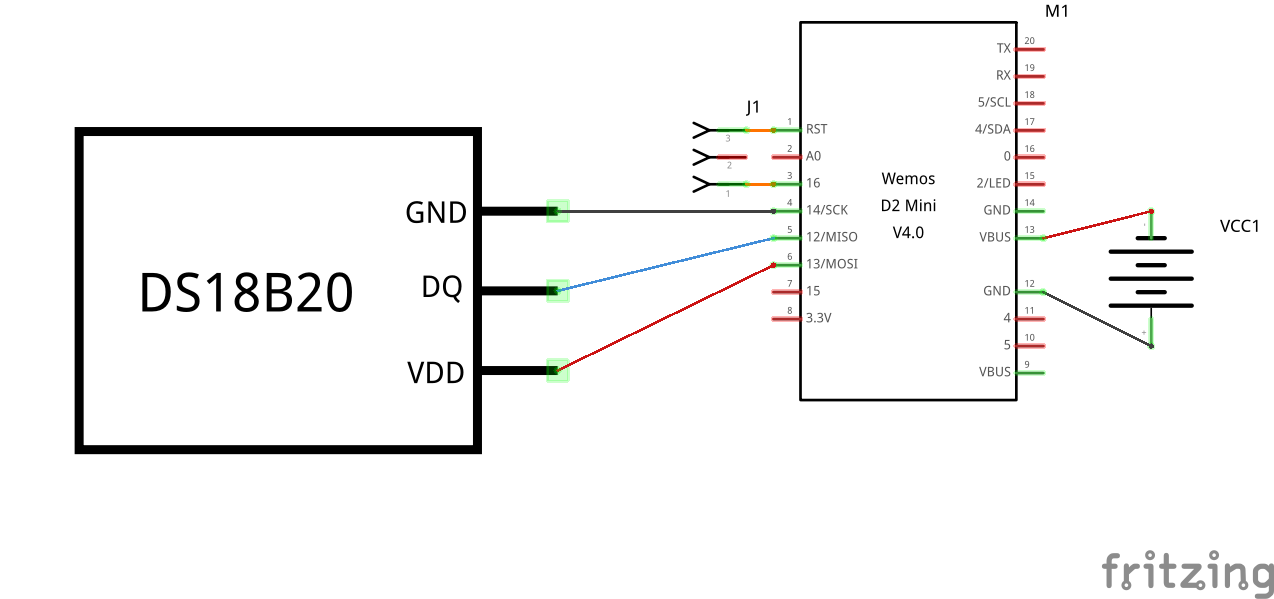 M1
J1
3
2
1
1 RST
2 A0
3 16
4 14/SCK
5 12/MISO
6 13/MOSI
7 15
8 3.3V
Wemos
D2 Mini
V4.0
TX 20
RX 19
5/SCL 18
4/SDA 17
0 16
2/LED 15
GND 14
VBUS 13
GND 12
4 11
5 10
VBUS 9
VCC1
-
+
DS18B20
GND
DQ
VDD
fritzing